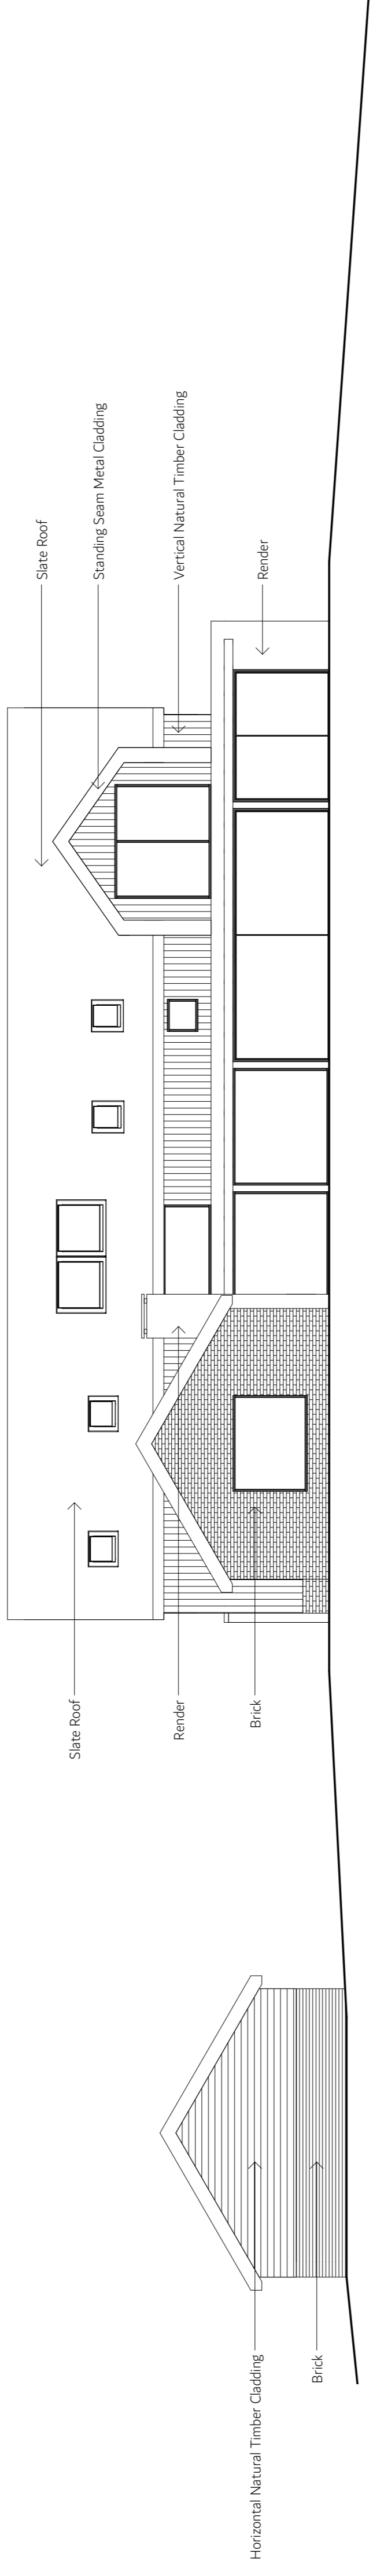 Horizontal Natural Timber Cladding
Brick
Slate Roof
Render
Brick
Slate Roof
Standing Seam Metal Cladding
Vertical Natural Timber Cladding
Render